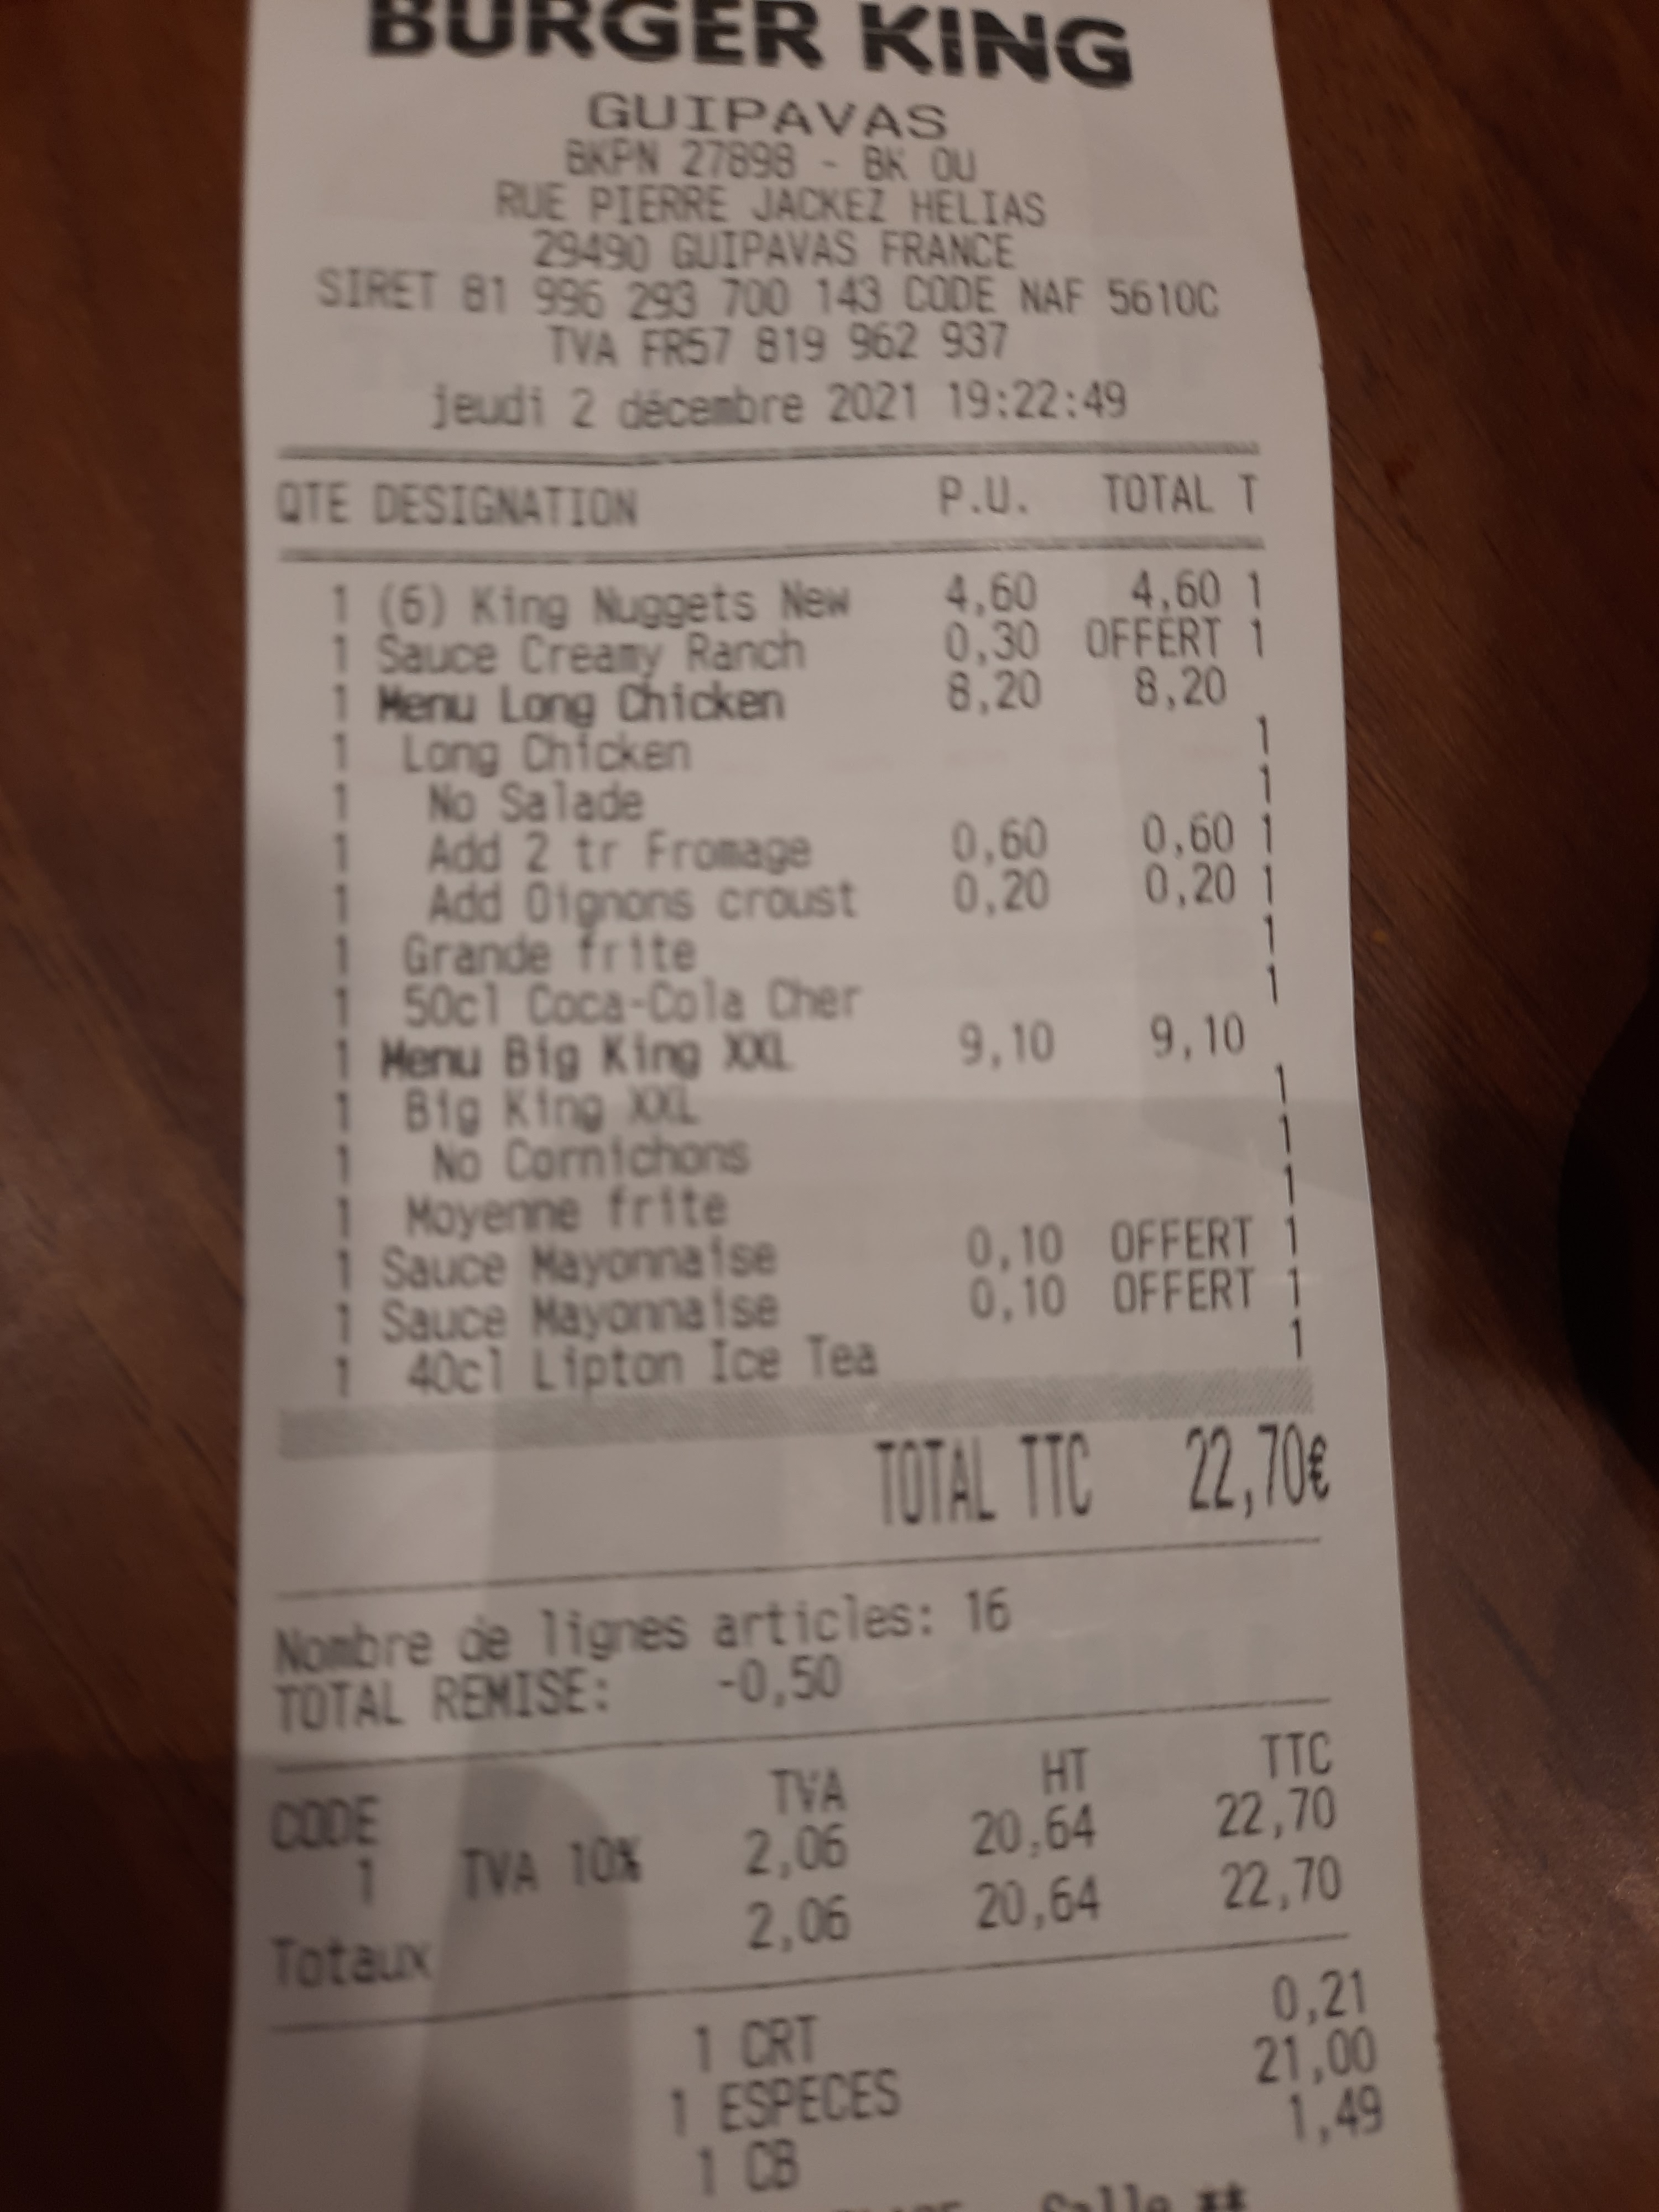 BURGER KING
GUIPAVAS
BKPN 27898 - BK OU
RUE PIERRE JACKEZ HELIAS
29490 GUIPAVAS FRANCE
SIRET 81 996 293 700 143 CODE NAF 5610C
TVA FR57 819 962 937
jeudi 2 décembre 2021 19:22:49
QTE DESIGNATION P.U. TOTAL T
1 (6) King Nuggets New 4,60 4,60 1
1 Sauce Creamy Ranch 0,30 OFFERT 1
1 Menu Long Chicken 8,20 8,20
1 Long Chicken 1
1 No Salade 1
1 Add 2 tr Fromage 0,60 0,60 1
1 Add Oignons croust 0,20 0,20 1
1 Grande frite 1
1 50cl Coca-Cola Cher 1
1 Menu Big King XXL 9,10 9,10
1 Big King XXL 1
1 No Cornichons 1
1 Moyenne frite 1
1 Sauce Mayonnaise 0,10 OFFERT 1
1 Sauce Mayonnaise 0,10 OFFERT 1
1 40cl Lipton Ice Tea 1
TOTAL TTC 22,70€
Nombre de lignes articles: 16
TOTAL REMISE: -0,50
CODE TVA HT TTC
1 TVA 10% 2,06 20,64 22,70
Totaux 2,06 20,64 22,70
1 CRT 0,21
1 ESPECES 21,00
1 CB 1,49
Salle **